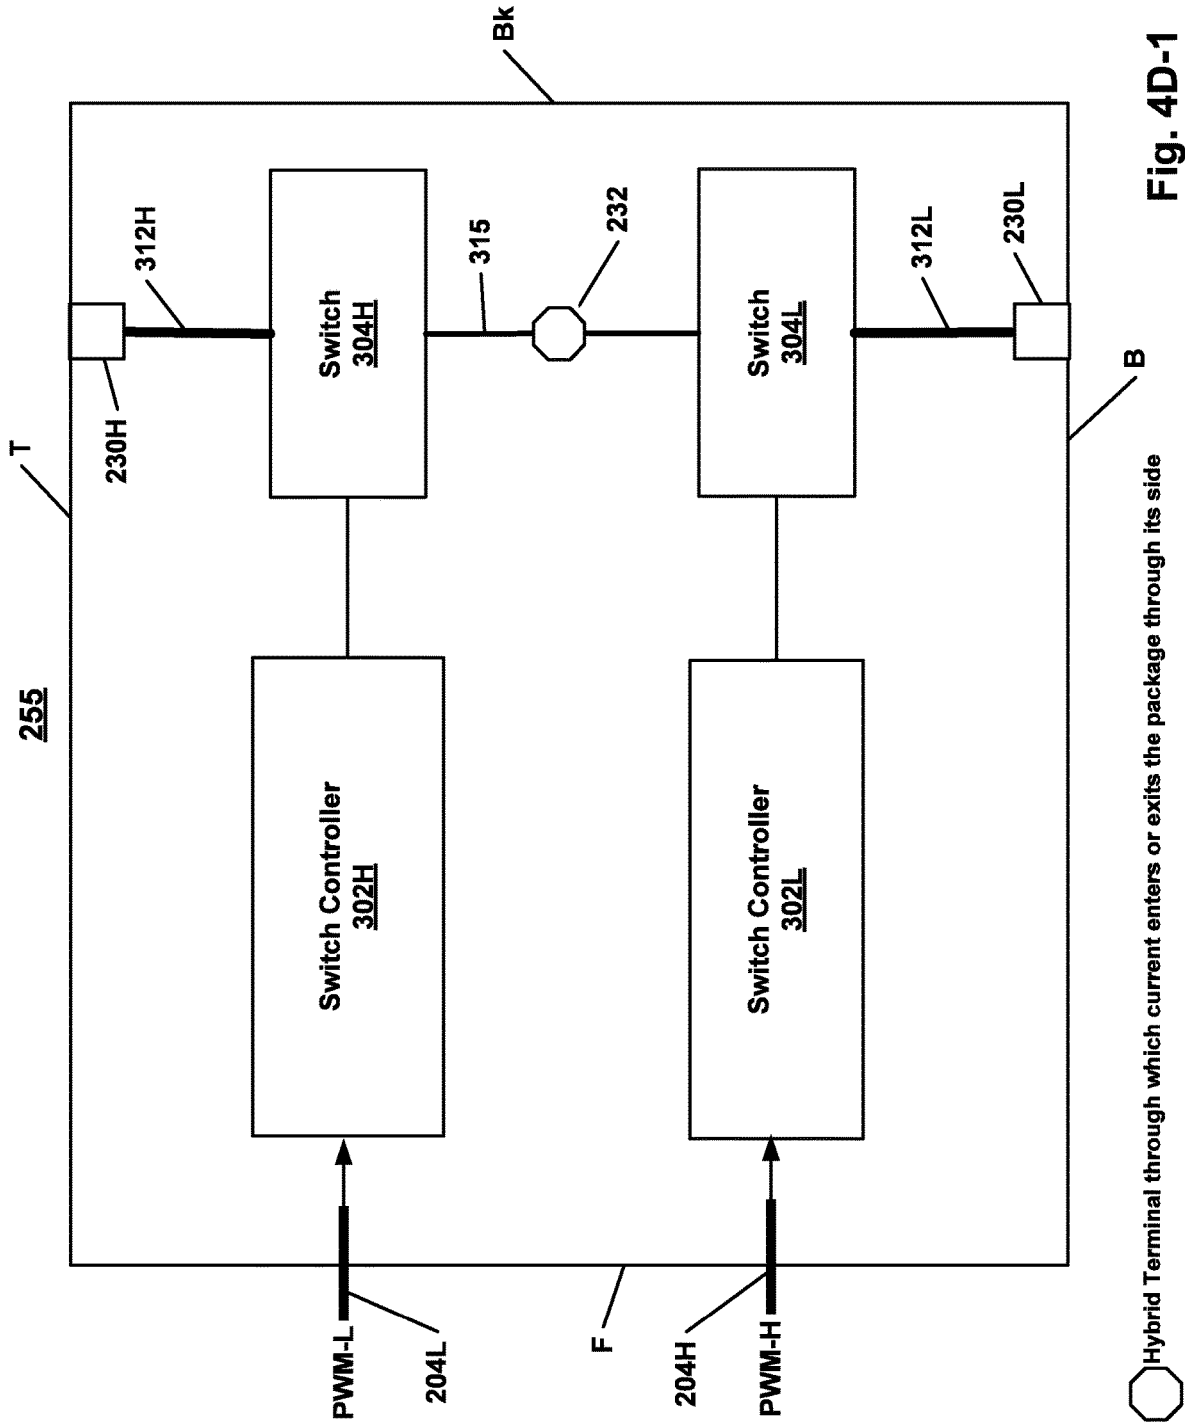 255
T
Bk
230H
312H
Switch
304H
Switch Controller
302H
PWM-L
204L
315
232
F
Switch
304L
Switch Controller
302L
204H
PWM-H
312L
230L
B
Hybrid Terminal through which current enters or exits the package through its side
Fig. 4D-1